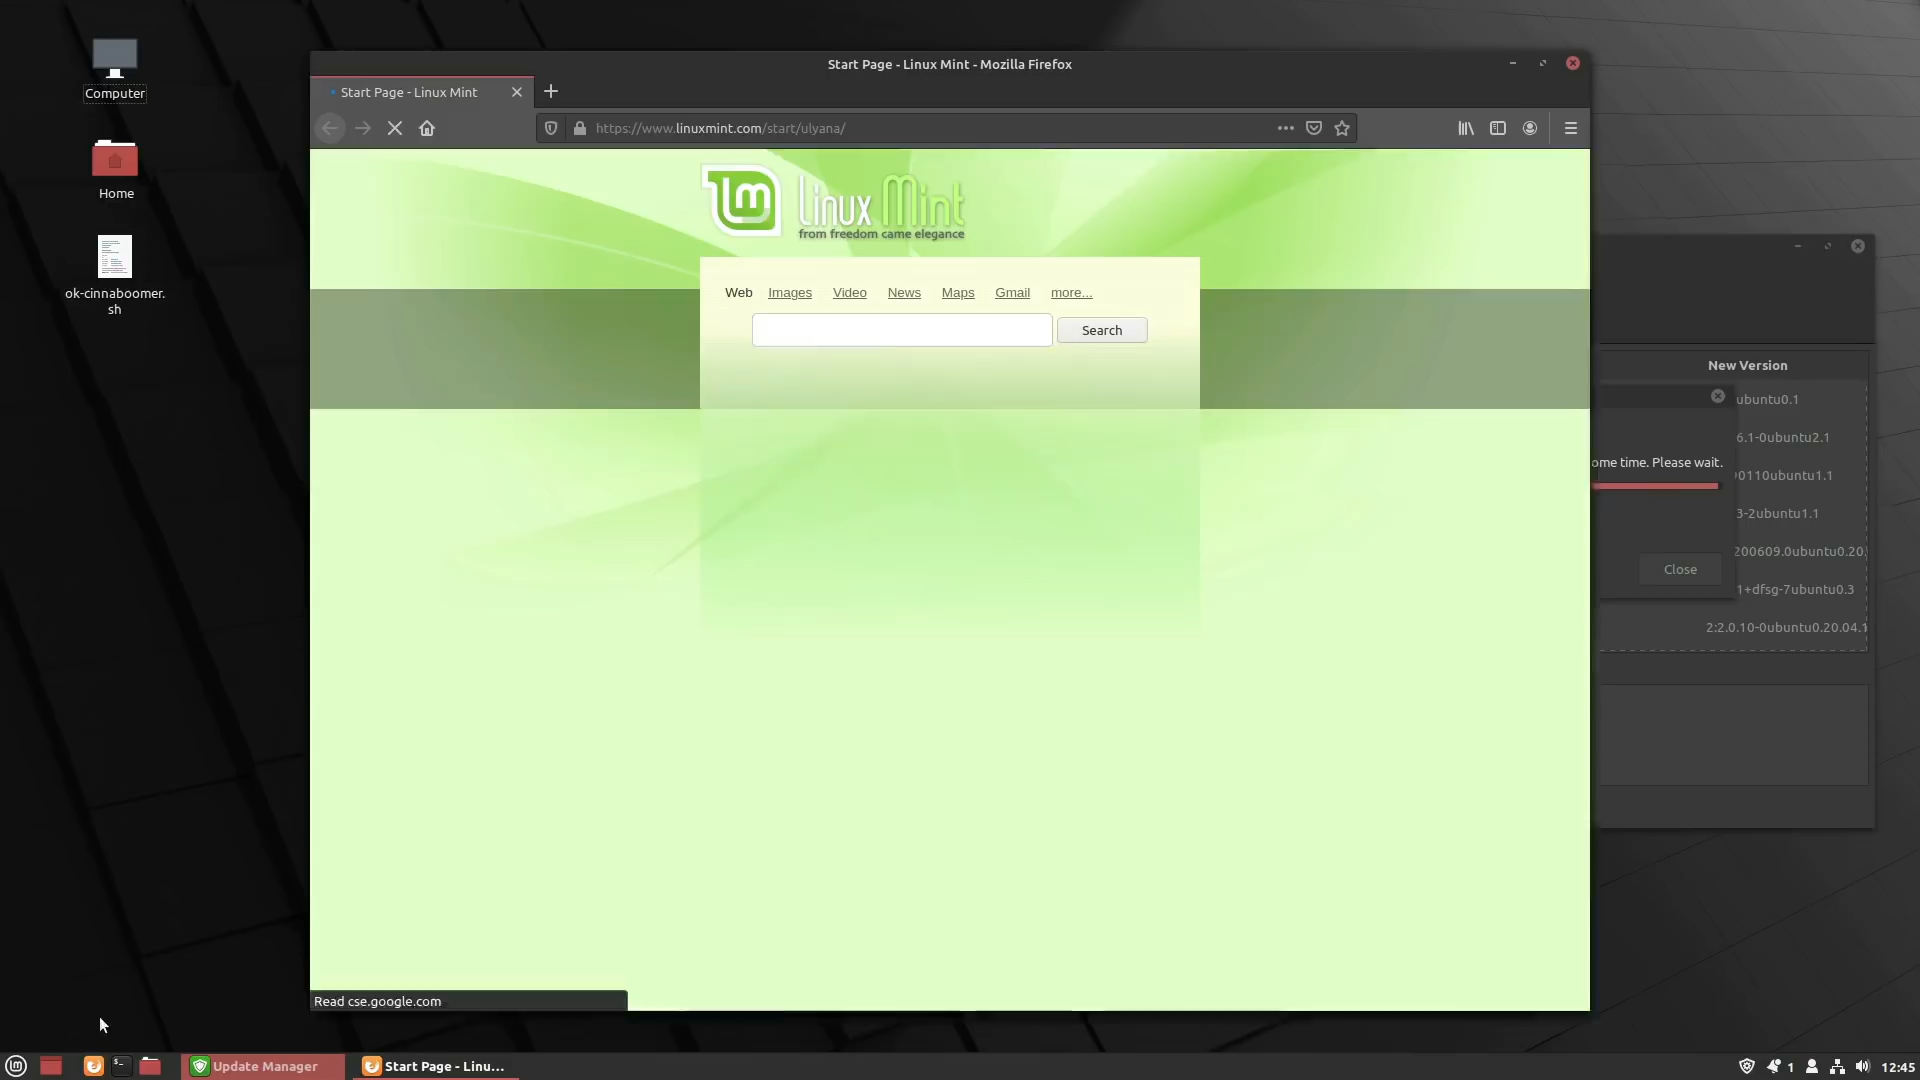 Start Page - Linux Mint - Mozilla Firefox
Computer
Start Page - Linux Mint
https://www.linuxmint.com/start/ulyana/
Home
Linux Mint
from freedom came elegance
ok-cinnaboomer.
sh
Web Images Video News Maps Gmail more...
Search
New Version
ubuntu0.1
6.1-0ubuntu2.1
ome time. Please wait.
0110ubuntu1.1
3-2ubuntu1.1
200609.0ubuntu0.20.
Close
1+dfsg-7ubuntu0.3
2:2.0.10-0ubuntu0.20.04.1
Read cse.google.com
Update Manager
Start Page - Linu...
1
12:45